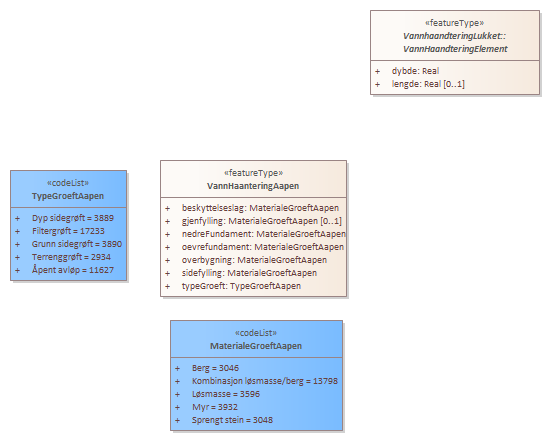 «featureType»
VannhaandteringLukket::
VannHaandteringElement
+ dybde: Real
+ lengde: Real [0..1]
«codeList»
TypeGroeftAapen
+ Dyp sidegrøft = 3889
+ Filtergrøft = 17233
+ Grunn sidegrøft = 3890
+ Terrenggrøft = 2934
+ Åpent avløp = 11627
«featureType»
VannHaanteringAapen
+ beskyttelseslag: MaterialeGroeftAapen
+ gjenfylling: MaterialeGroeftAapen [0..1]
+ nedreFundament: MaterialeGroeftAapen
+ oevrefundament: MaterialeGroeftAapen
+ overbygning: MaterialeGroeftAapen
+ sidefylling: MaterialeGroeftAapen
+ typeGroeft: TypeGroeftAapen
«codeList»
MaterialeGroeftAapen
+ Berg = 3046
+ Kombinasjon løsmasse/berg = 13798
+ Løsmasse = 3596
+ Myr = 3932
+ Sprengt stein = 3048